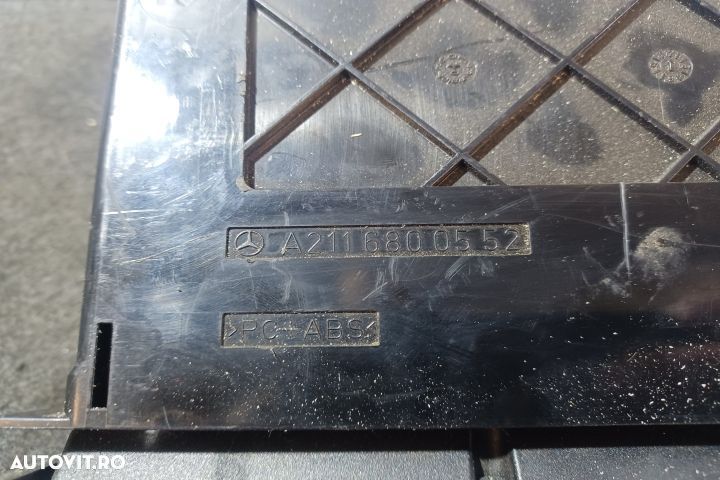 A211 680 05 52
>PC-ABS<
AUTOVIT.RO